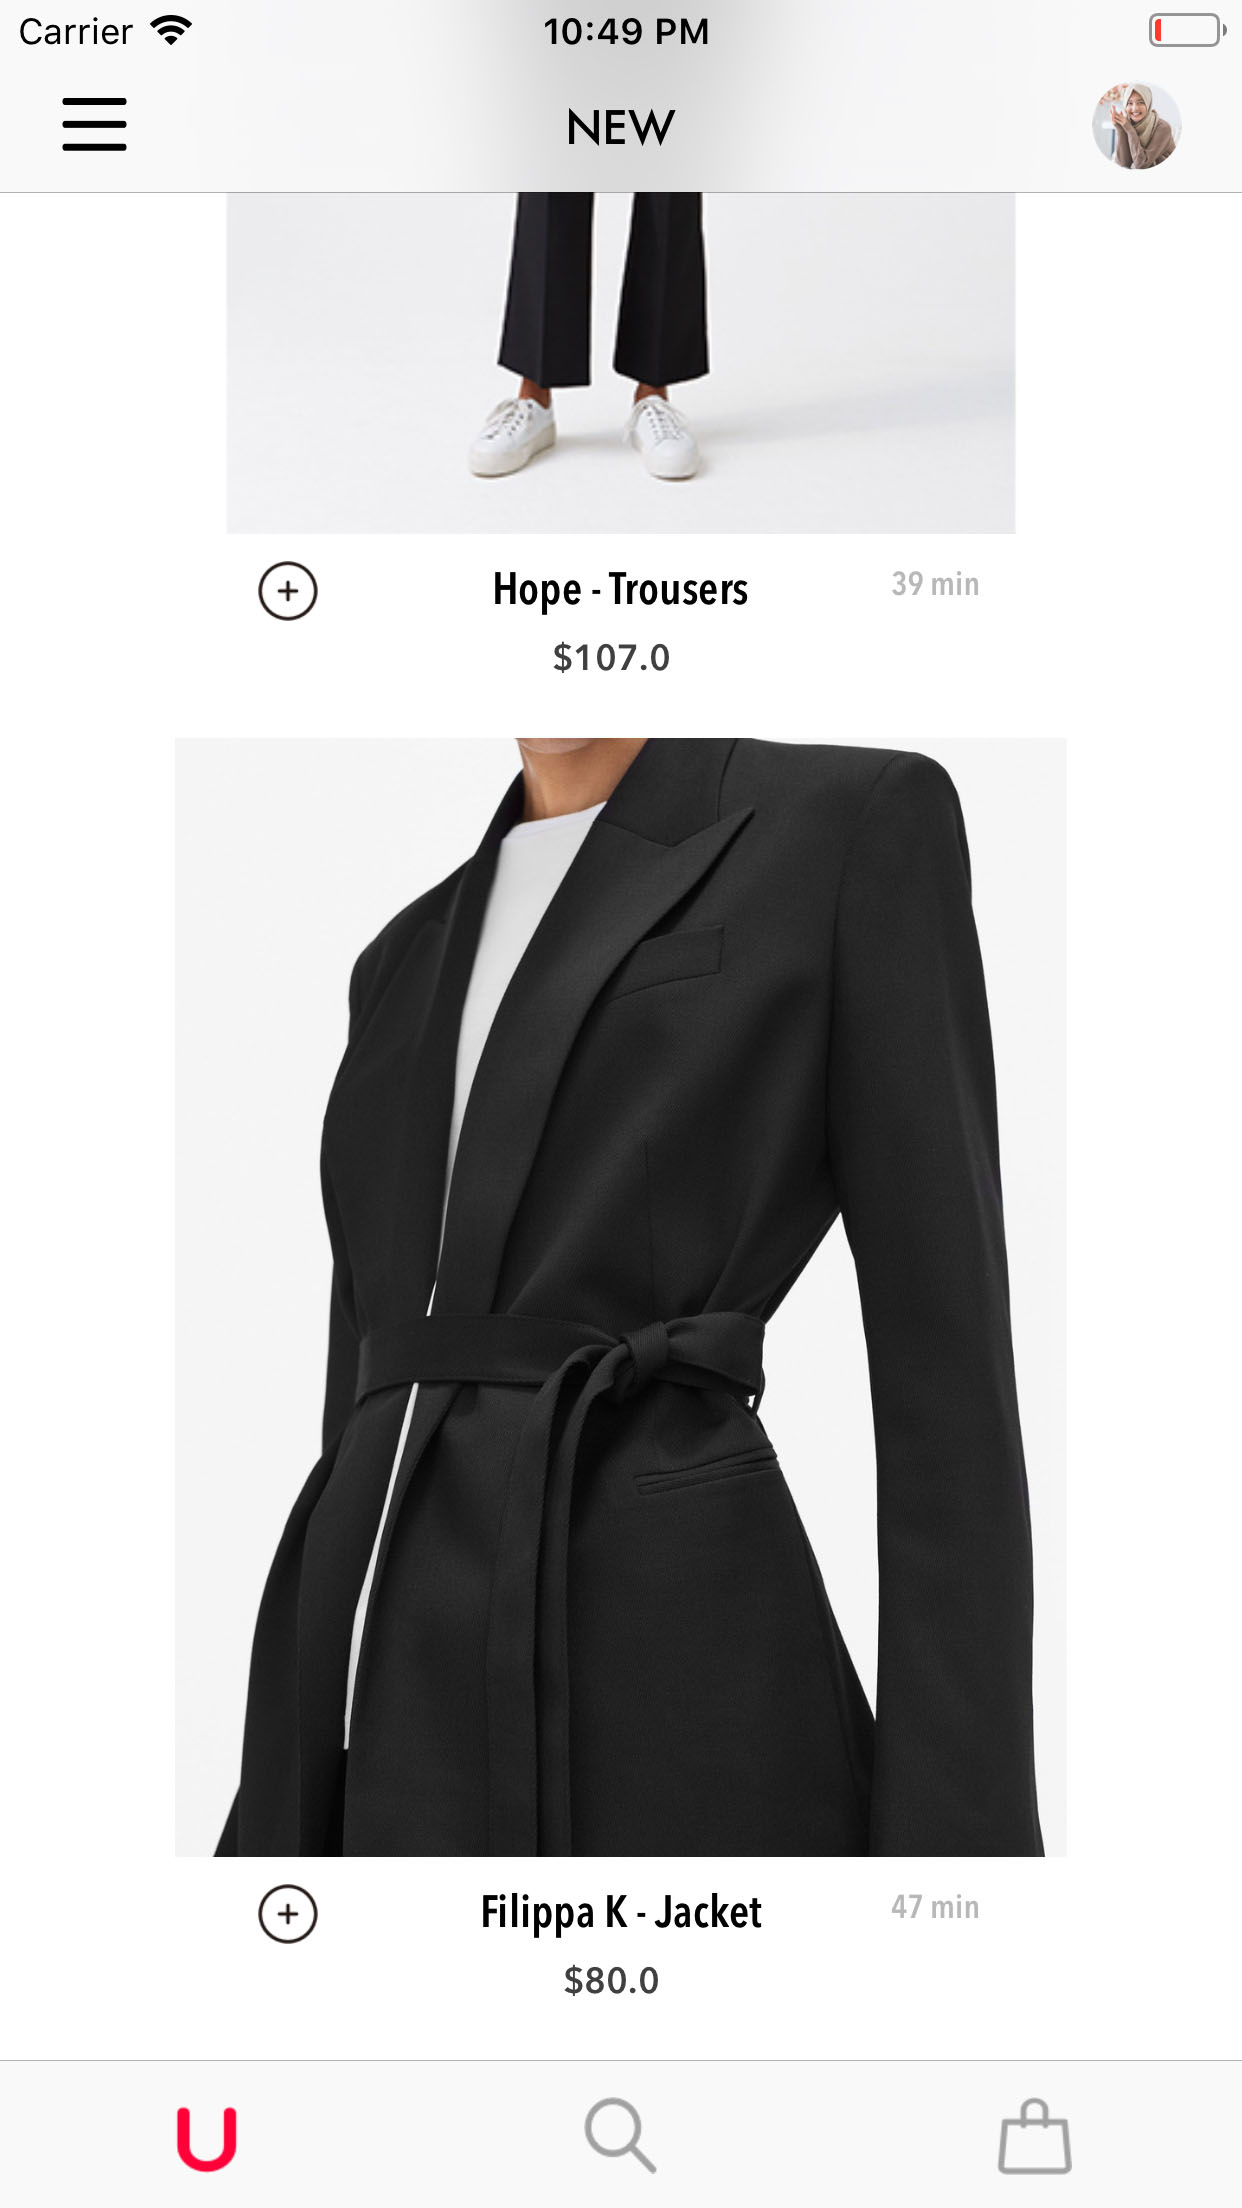 Carrier 10:49 PM
NEW
Hope - Trousers 39 min
$107.0
Filippa K - Jacket 47 min
$80.0
U